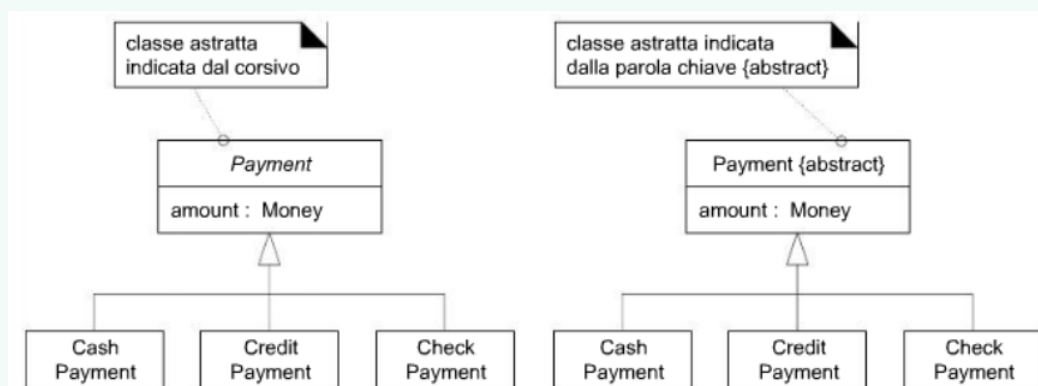 classe astratta
indicata dal corsivo
Payment
amount : Money
Cash
Payment
Credit
Payment
Check
Payment
classe astratta indicata
dalla parola chiave {abstract}
Payment {abstract}
amount : Money
Cash
Payment
Credit
Payment
Check
Payment